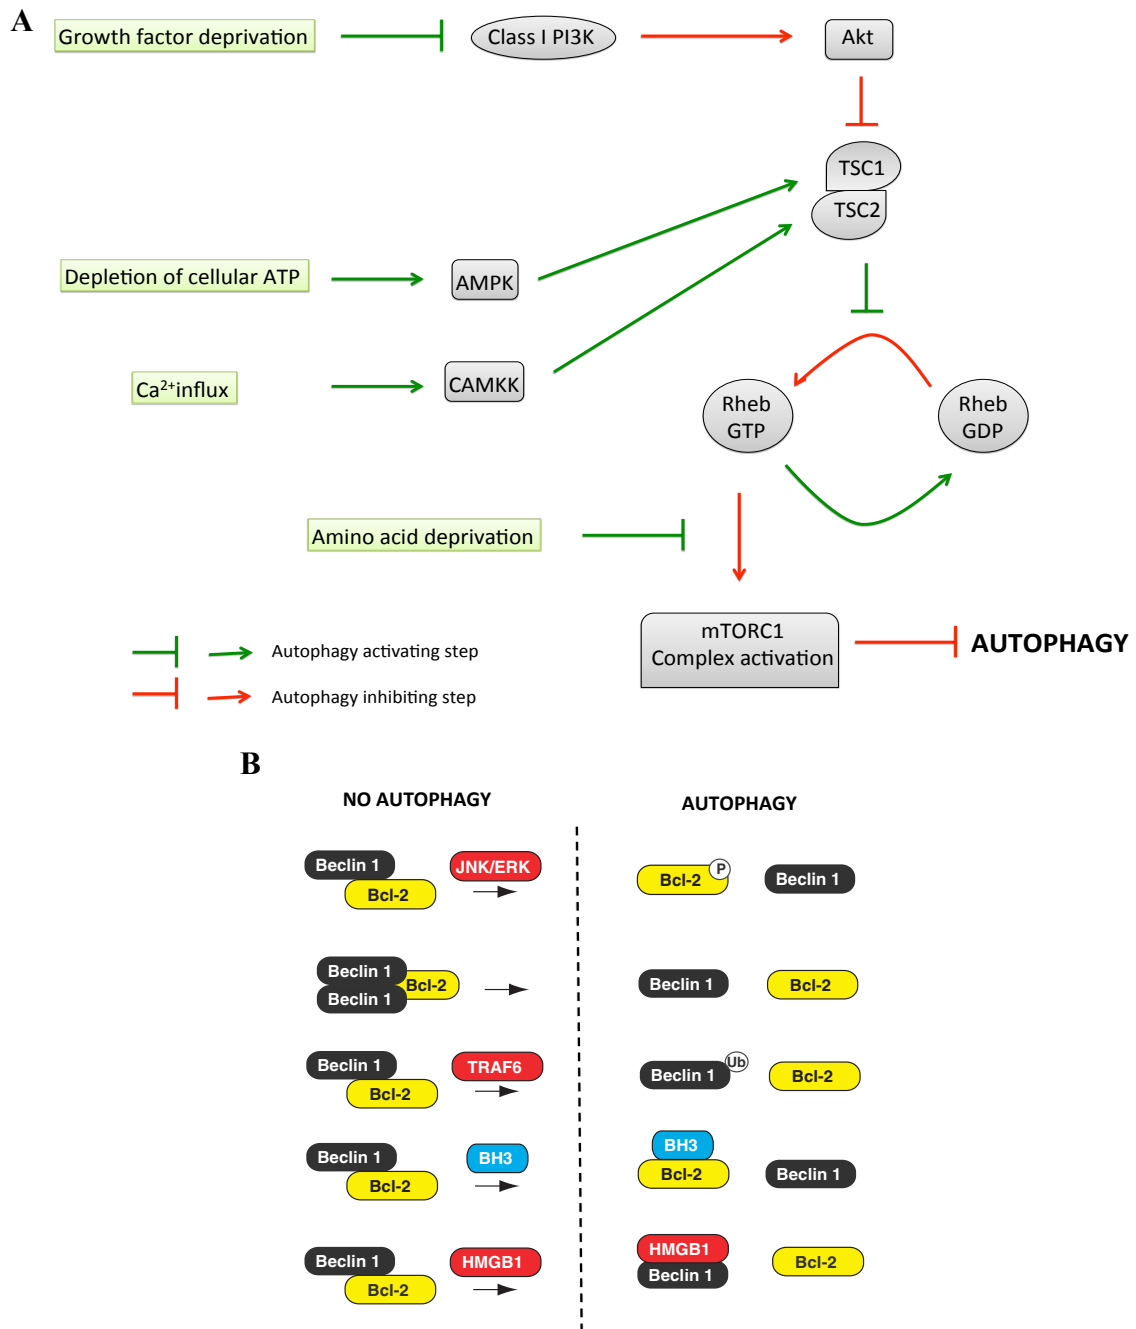 A
Growth factor deprivation
Class I PI3K
Akt
TSC1
TSC2
Depletion of cellular ATP
AMPK
Ca²⁺influx
CAMKK
Rheb
GTP
Rheb
GDP
Amino acid deprivation
mTORC1
Complex activation
AUTOPHAGY
Autophagy activating step
Autophagy inhibiting step
B
NO AUTOPHAGY
AUTOPHAGY
Beclin 1
Bcl-2
JNK/ERK
Bcl-2
P
Beclin 1
Beclin 1
Beclin 1
Bcl-2
Beclin 1
Bcl-2
Beclin 1
Bcl-2
TRAF6
Beclin 1
Ub
Bcl-2
Beclin 1
Bcl-2
BH3
BH3
Bcl-2
Beclin 1
Beclin 1
Bcl-2
HMGB1
HMGB1
Beclin 1
Bcl-2